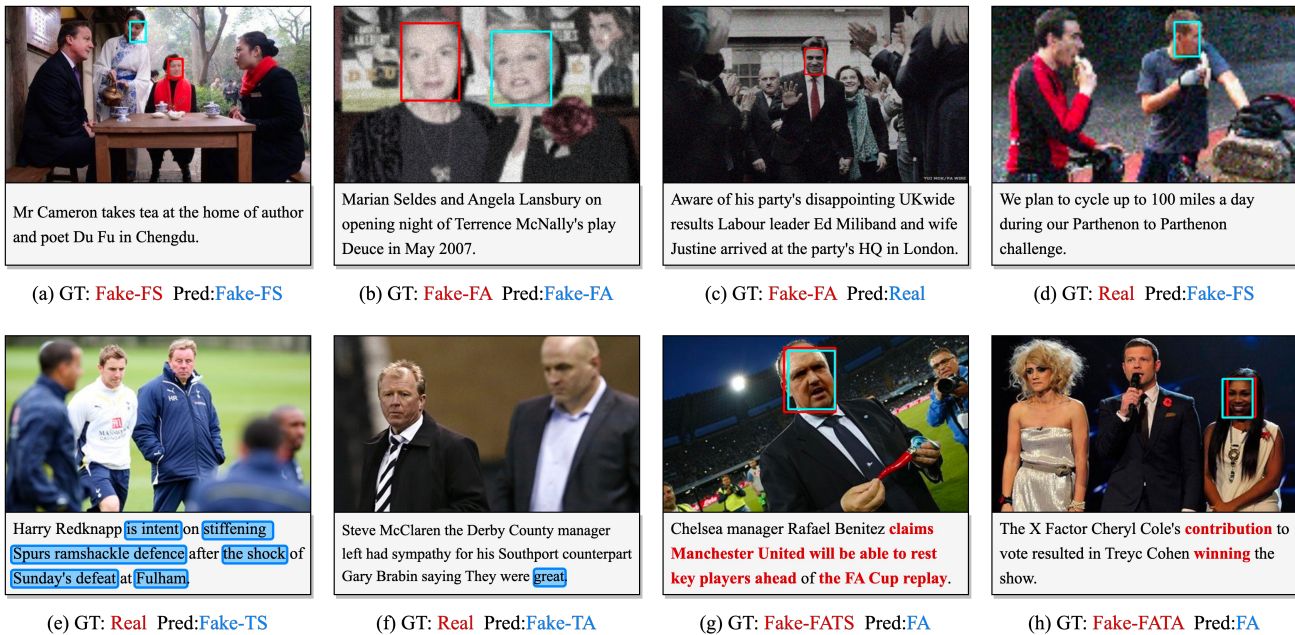 YUI MOK/PA WIRE
Mr Cameron takes tea at the home of author
and poet Du Fu in Chengdu.
Marian Seldes and Angela Lansbury on
opening night of Terrence McNally's play
Deuce in May 2007.
Aware of his party's disappointing UKwide
results Labour leader Ed Miliband and wife
Justine arrived at the party's HQ in London.
We plan to cycle up to 100 miles a day
during our Parthenon to Parthenon
challenge.
(a) GT: Fake-FS Pred:Fake-FS
(b) GT: Fake-FA Pred:Fake-FA
(c) GT: Fake-FA Pred:Real
(d) GT: Real Pred:Fake-FS
HR
Harry Redknapp is intent on stiffening
Spurs ramshackle defence after the shock of
Sunday's defeat at Fulham.
Steve McClaren the Derby County manager
left had sympathy for his Southport counterpart
Gary Brabin saying They were great.
Chelsea manager Rafael Benitez claims
Manchester United will be able to rest
key players ahead of the FA Cup replay.
The X Factor Cheryl Cole's contribution to
vote resulted in Treyc Cohen winning the
show.
(e) GT: Real Pred:Fake-TS
(f) GT: Real Pred:Fake-TA
(g) GT: Fake-FATS Pred:FA
(h) GT: Fake-FATA Pred:FA